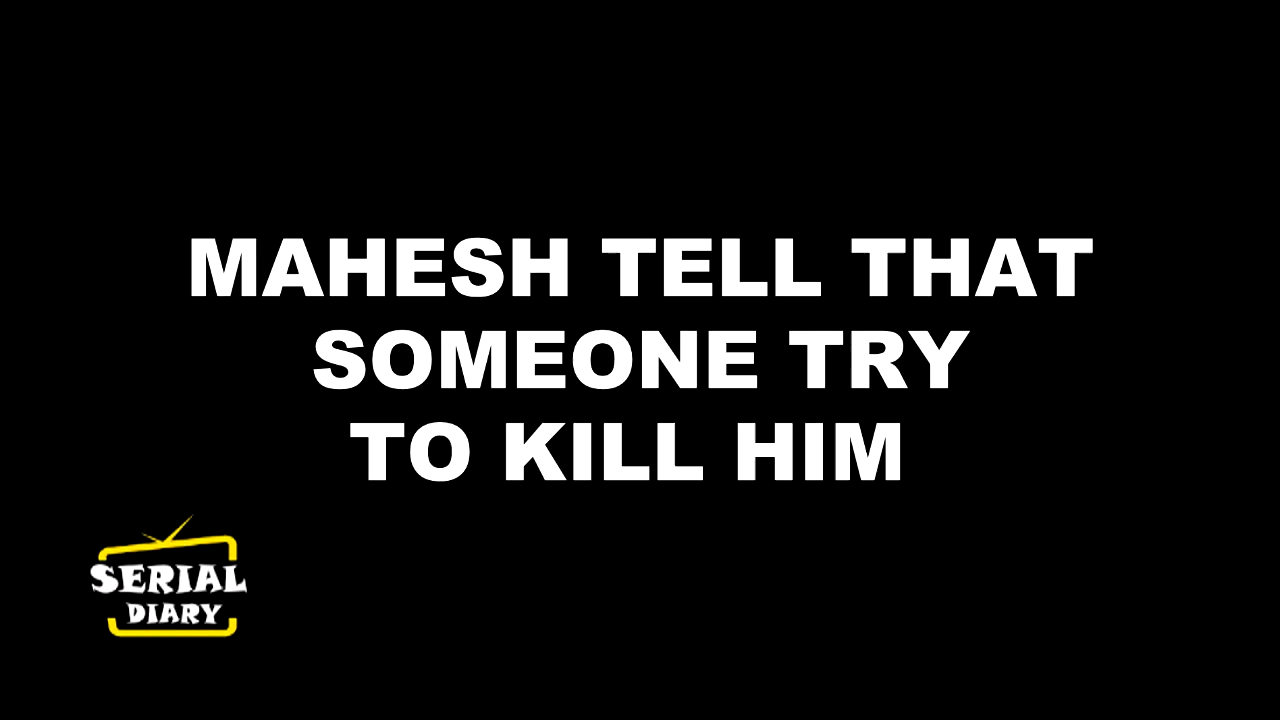 MAHESH TELL THAT
SOMEONE TRY
TO KILL HIM
SERIAL
DIARY